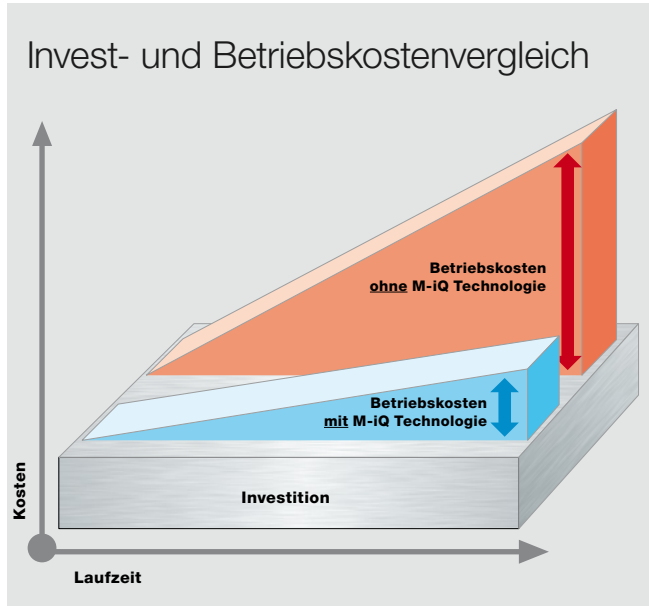 Invest- und Betriebskostenvergleich
Betriebskosten
ohne M-iQ Technologie
Betriebskosten
mit M-iQ Technologie
Investition
Kosten
Laufzeit